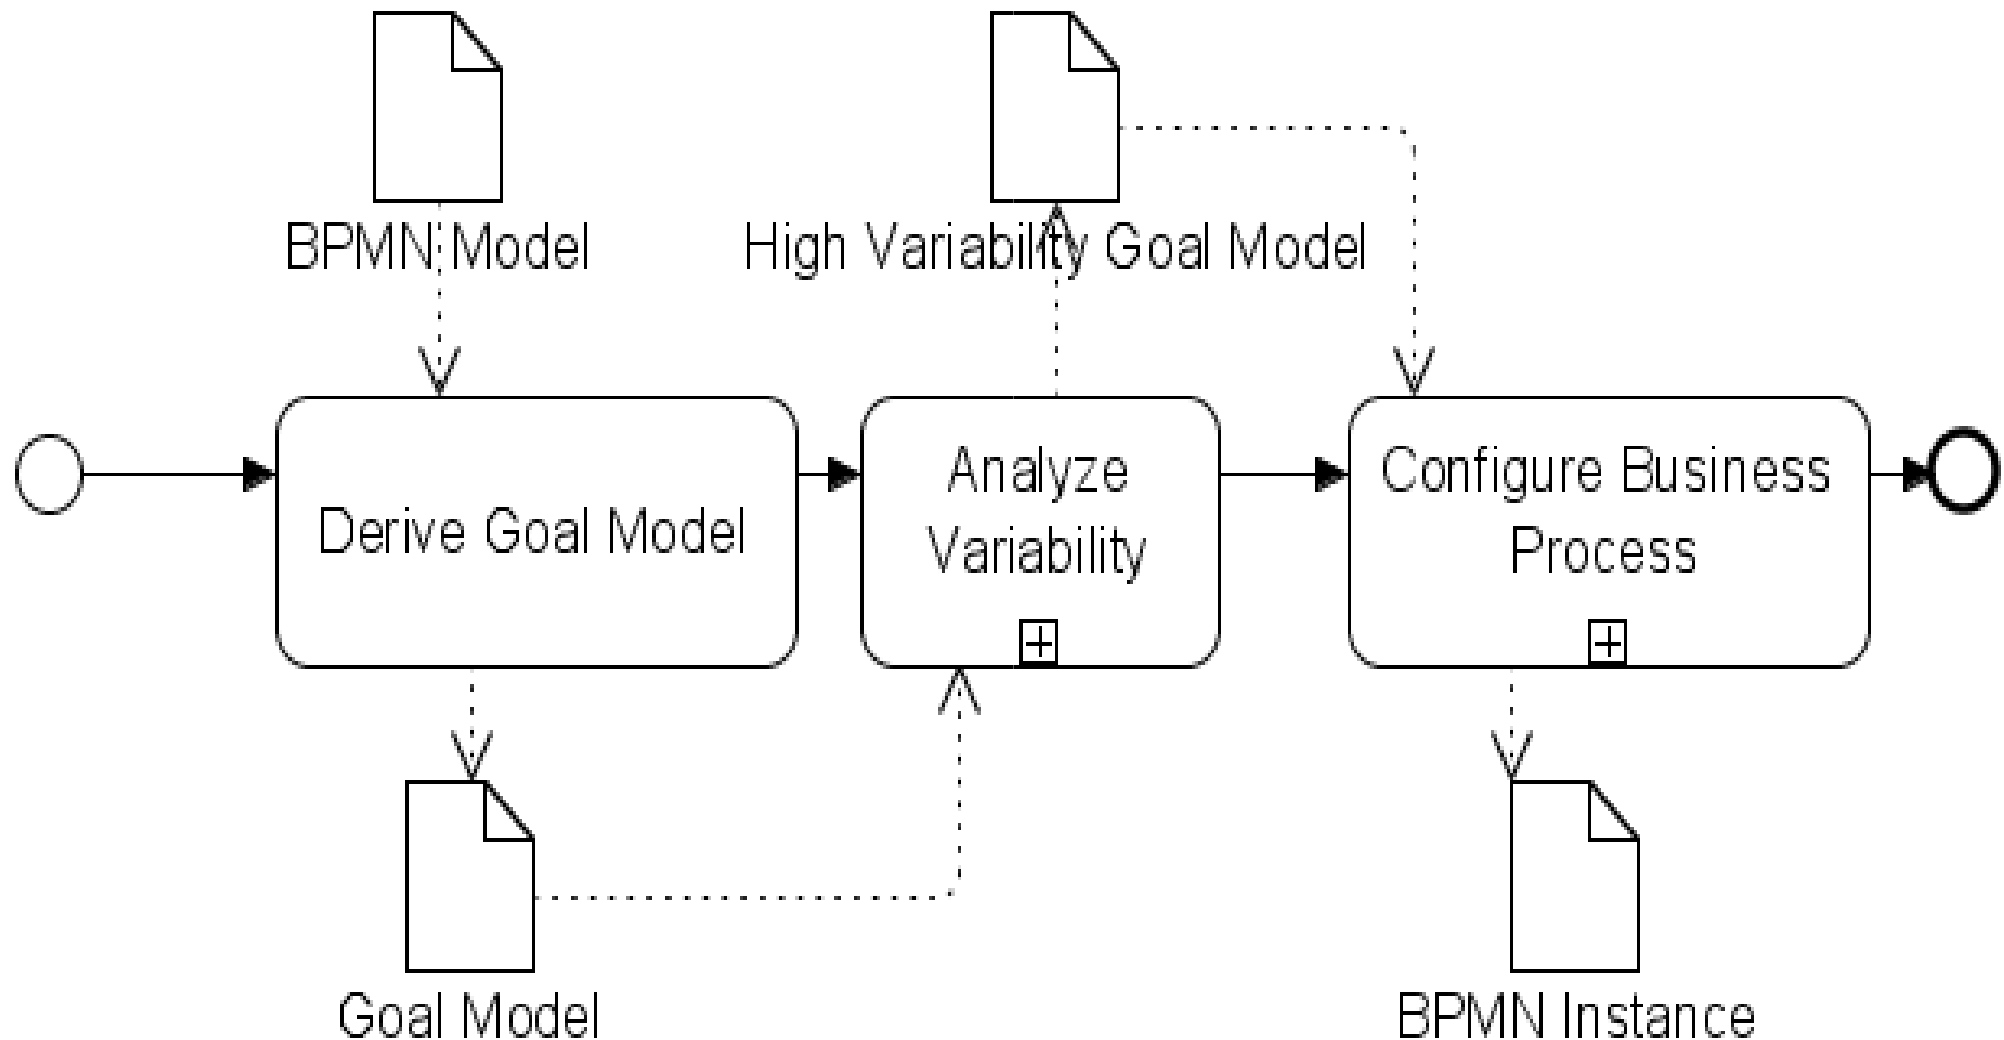 BPMN Model
High Variability Goal Model
Derive Goal Model
Analyze
Variability
Configure Business
Process
Goal Model
BPMN Instance